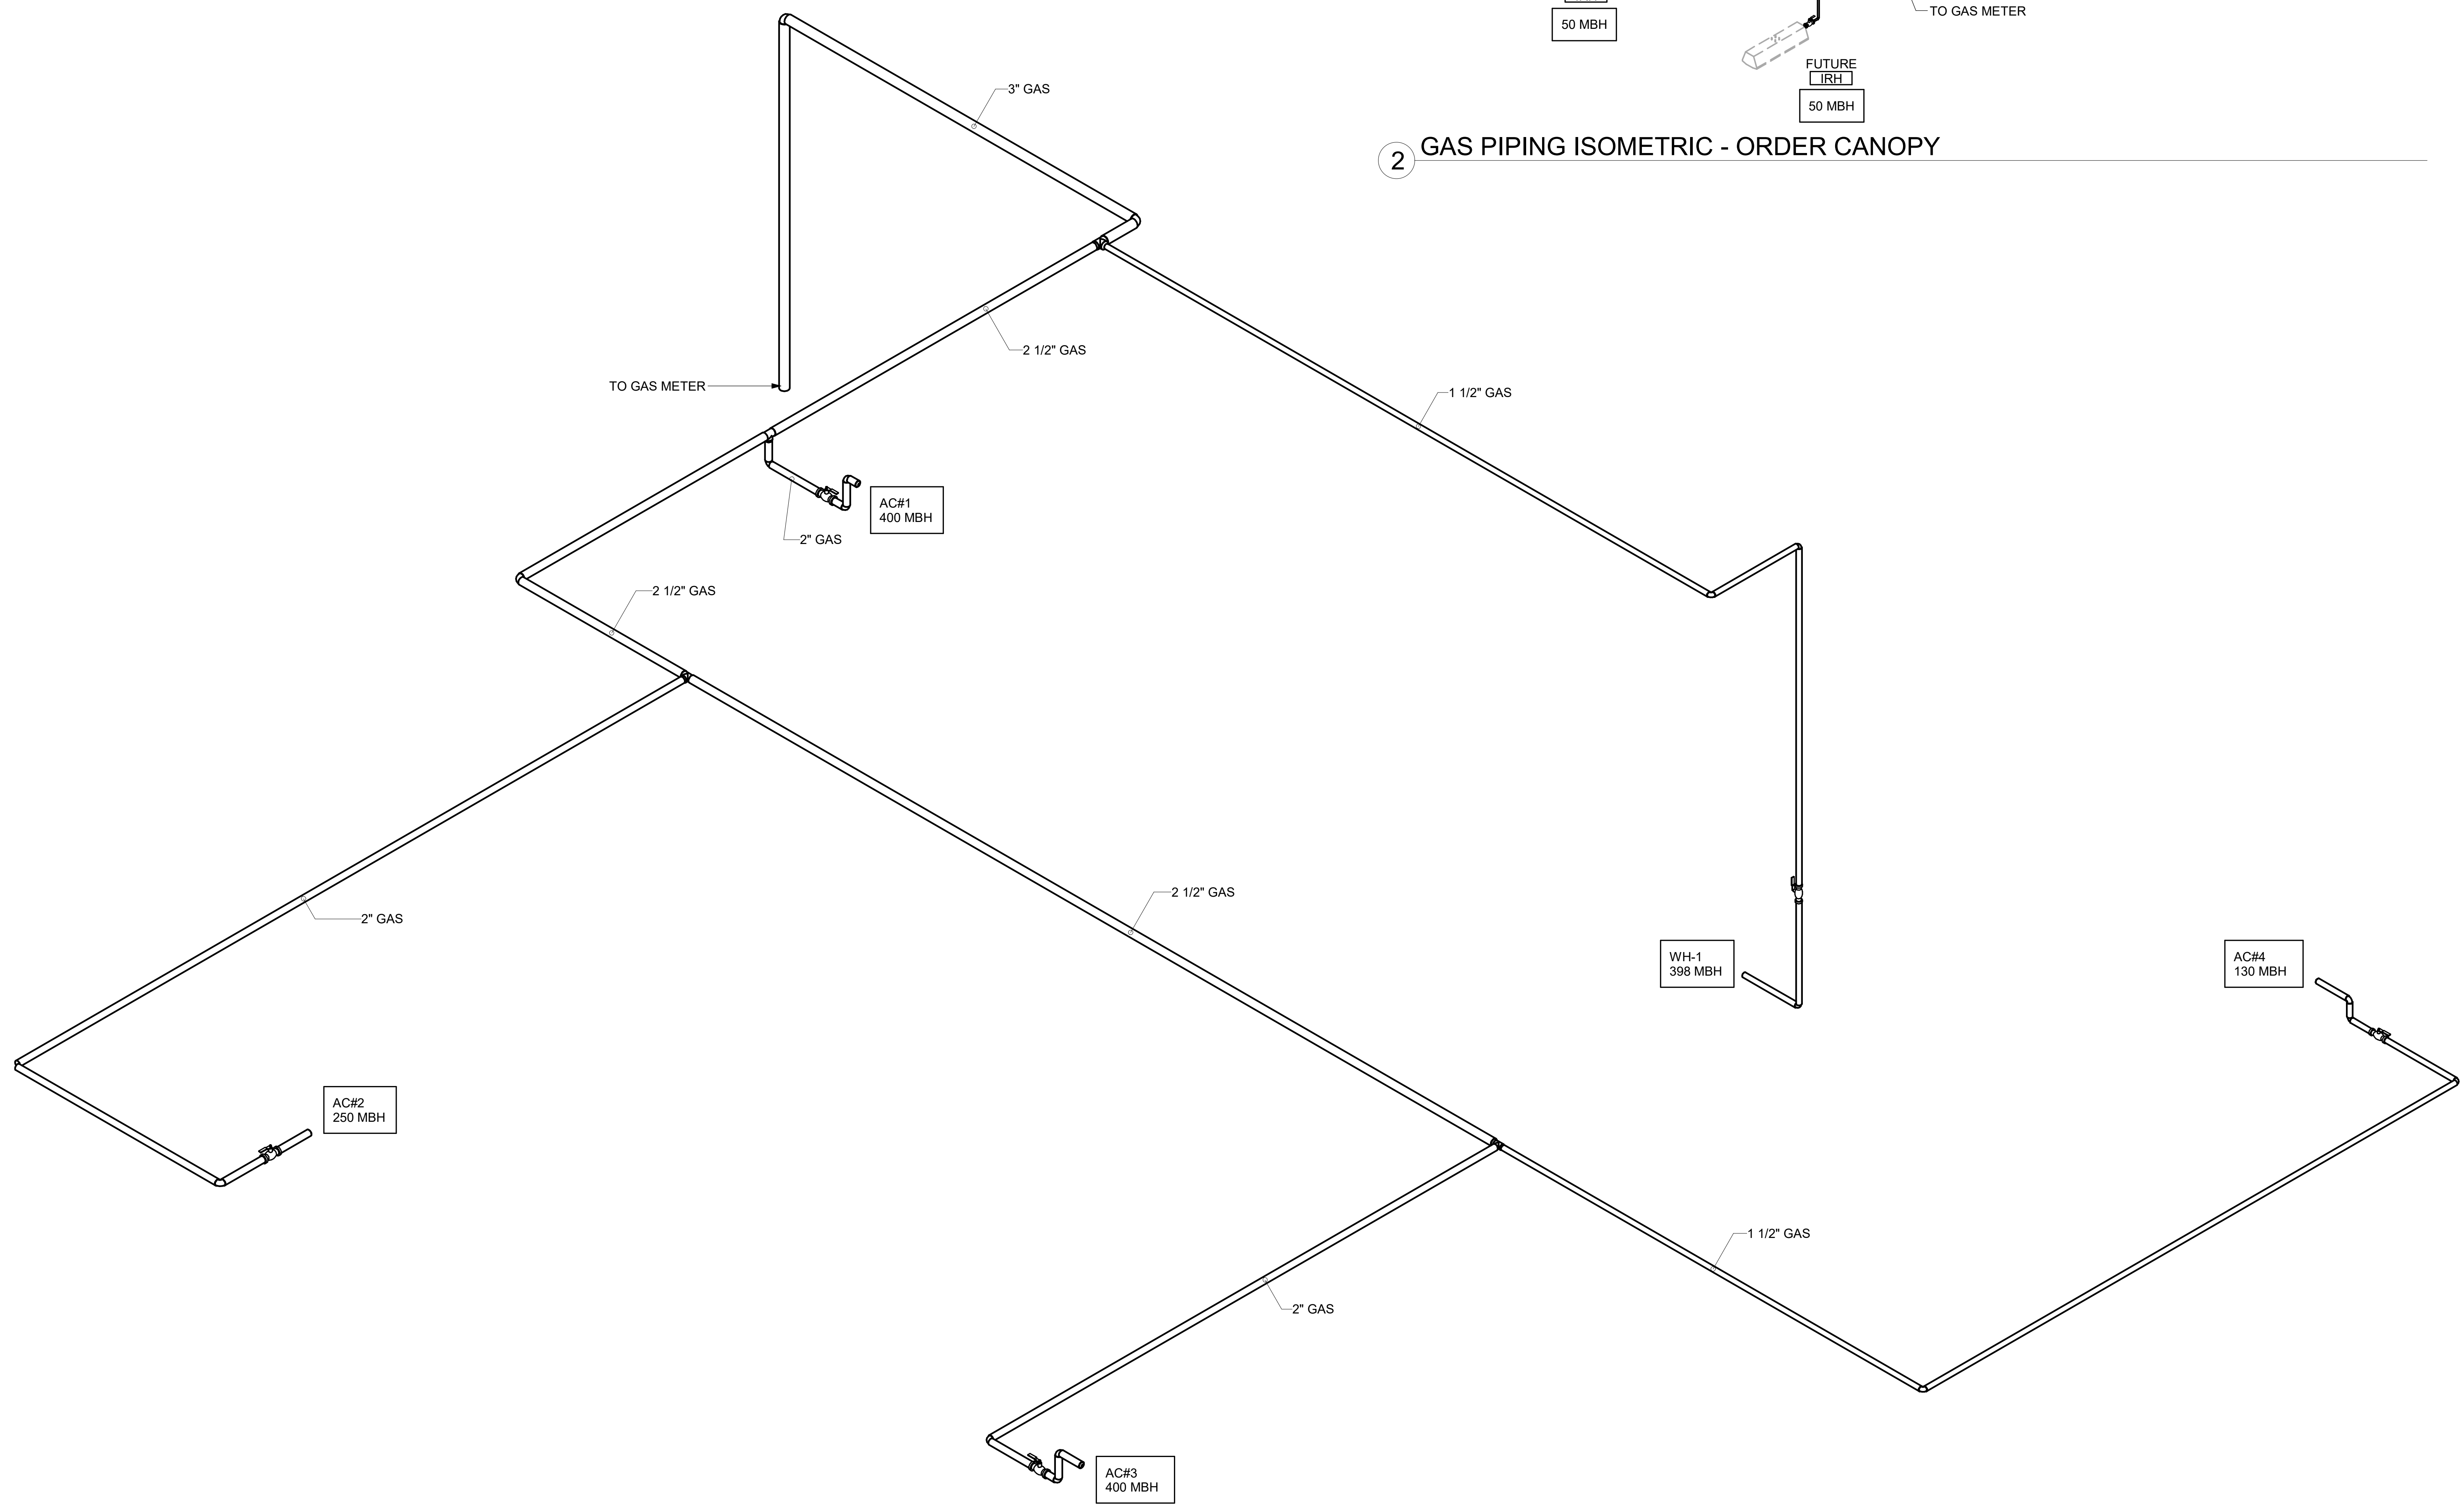 50 MBH
TO GAS METER
FUTURE
IRH
50 MBH
2 GAS PIPING ISOMETRIC - ORDER CANOPY
3" GAS
2 1/2" GAS
TO GAS METER
1 1/2" GAS
AC#1
400 MBH
2" GAS
2 1/2" GAS
2 1/2" GAS
2" GAS
WH-1
398 MBH
AC#4
130 MBH
AC#2
250 MBH
1 1/2" GAS
2" GAS
AC#3
400 MBH